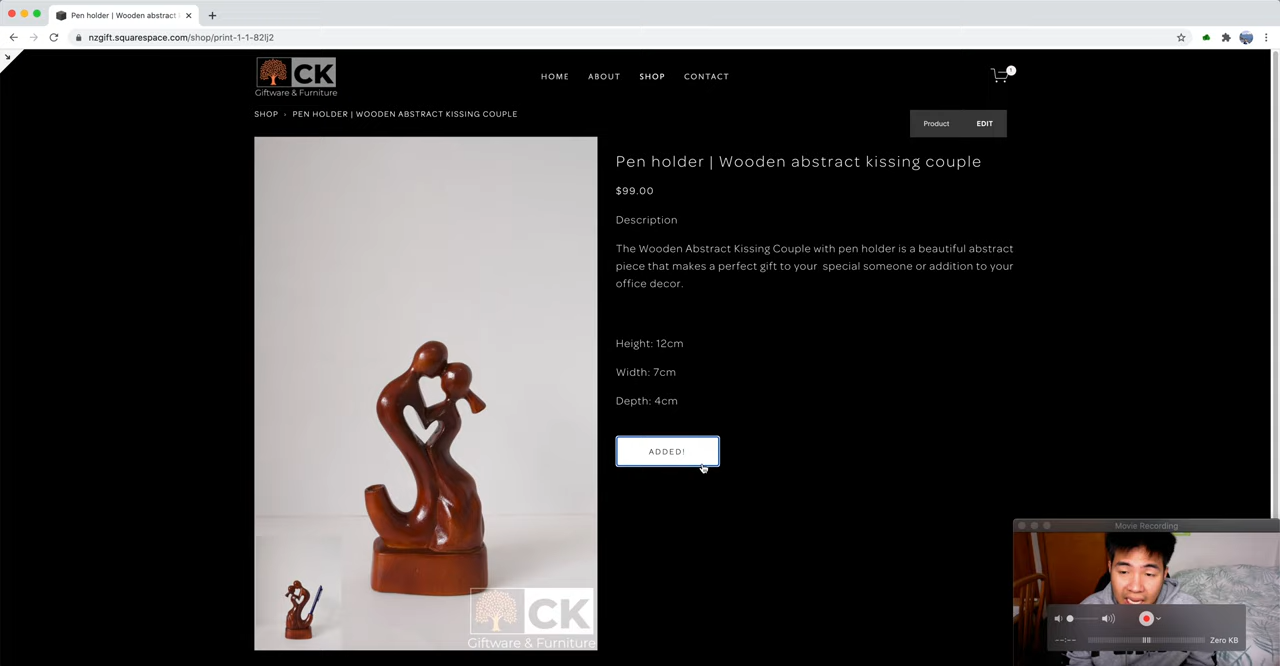 Pen holder | Wooden abstract
nzgift.squarespace.com/shop/print-1-1-82lj2
CK
Giftware & Furniture
HOME ABOUT SHOP CONTACT
1
SHOP › PEN HOLDER | WOODEN ABSTRACT KISSING COUPLE
Product EDIT
Pen holder | Wooden abstract kissing couple
$99.00
Description
The Wooden Abstract Kissing Couple with pen holder is a beautiful abstract
piece that makes a perfect gift to your special someone or addition to your
office decor.
Height: 12cm
Width: 7cm
Depth: 4cm
ADDED!
CK
Giftware & Furniture
Movie Recording
--:-- Zero KB